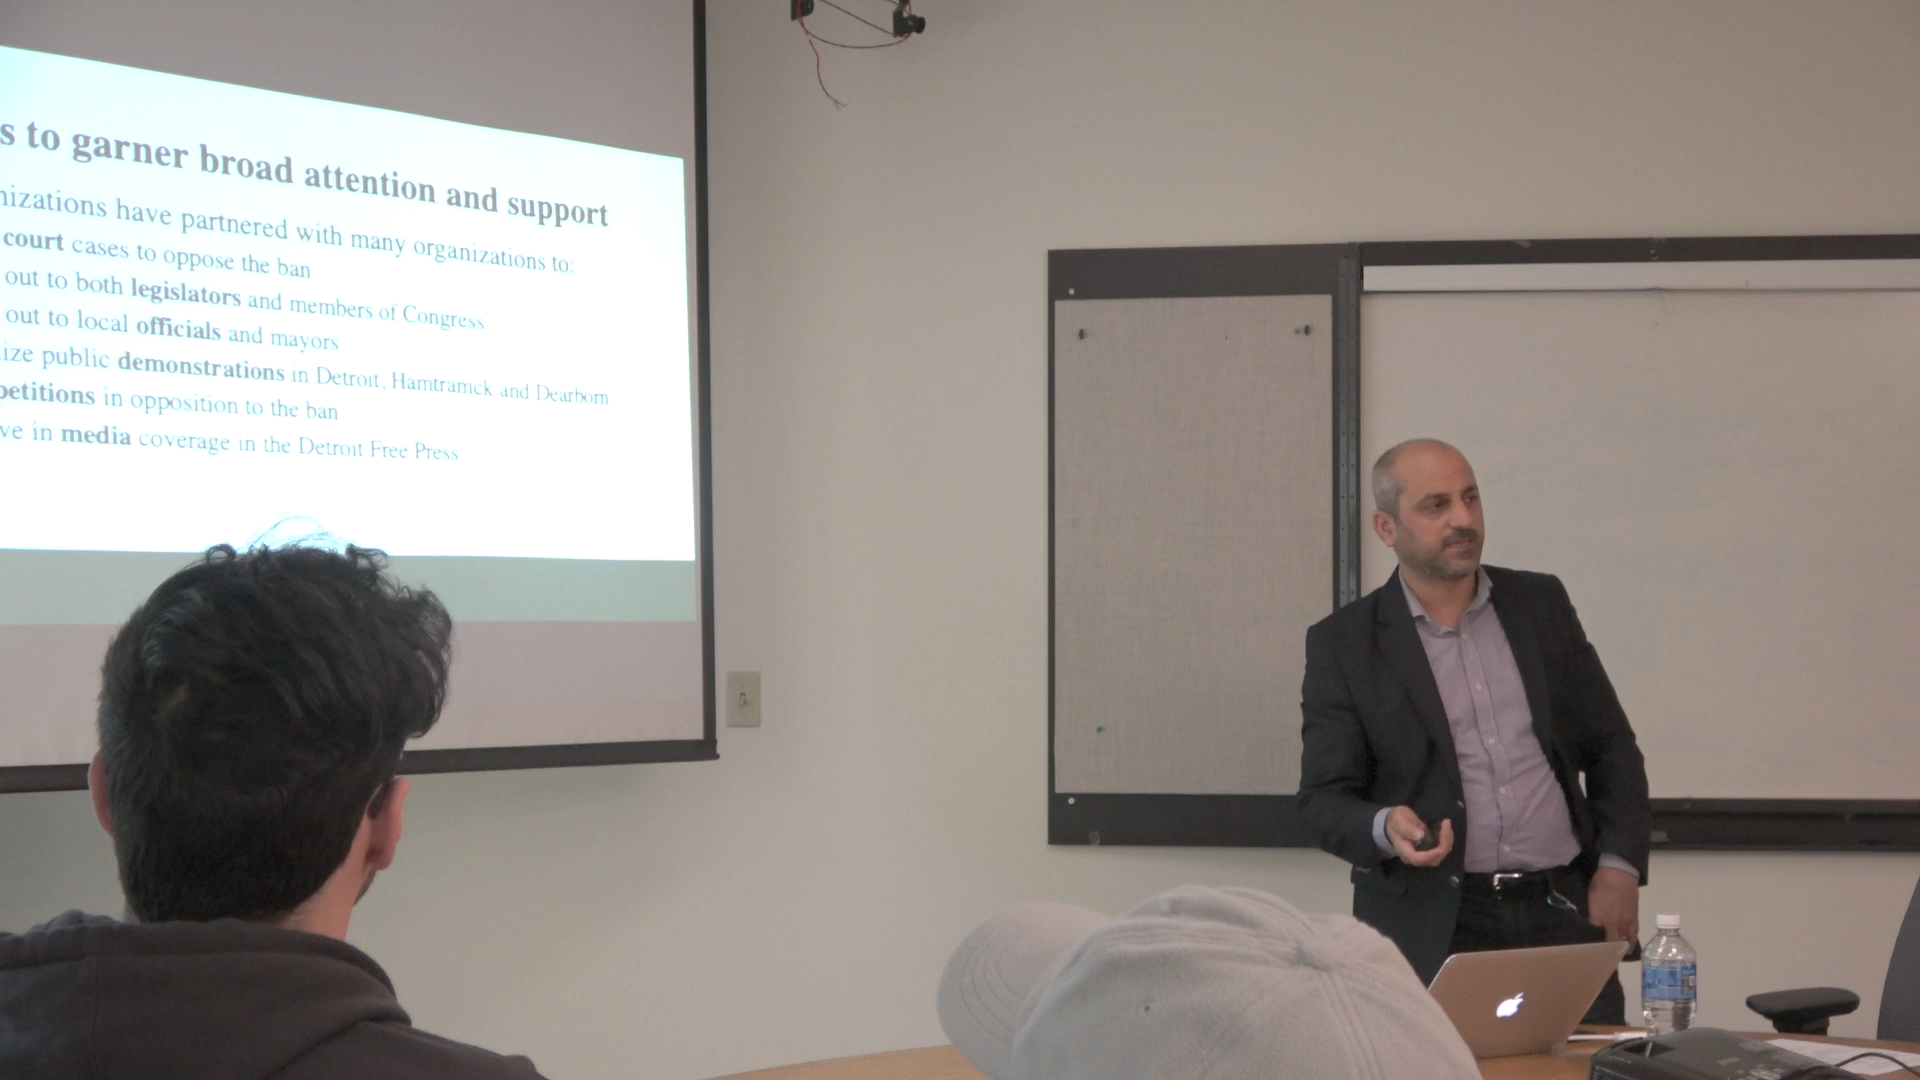 s to garner broad attention and support
nizations have partnered with many organizations to:
court cases to oppose the ban
out to both legislators and members of Congress.
out to local officials and mayors
ize public demonstrations in Detroit, Hamtramck and Dearborn
petitions in opposition to the ban
ve in media coverage in the Detroit Free Press